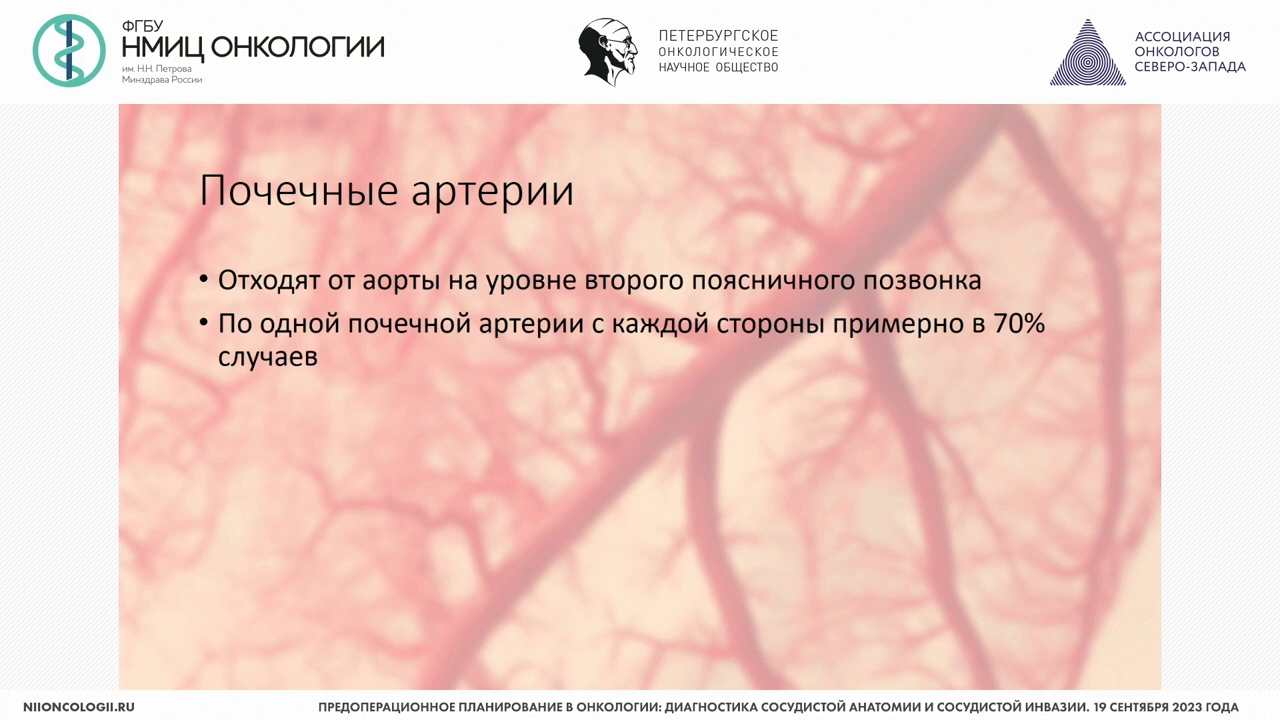 ФГБУ
НМИЦ ОНКОЛОГИИ
им. Н.Н. Петрова
Минздрава России
ПЕТЕРБУРГСКОЕ
ОНКОЛОГИЧЕСКОЕ
НАУЧНОЕ ОБЩЕСТВО
АССОЦИАЦИЯ
ОНКОЛОГОВ
СЕВЕРО-ЗАПАДА
Почечные артерии
• Отходят от аорты на уровне второго поясничного позвонка
• По одной почечной артерии с каждой стороны примерно в 70%
случаев
NIIONCOLOGII.RU
ПРЕДОПЕРАЦИОННОЕ ПЛАНИРОВАНИЕ В ОНКОЛОГИИ: ДИАГНОСТИКА СОСУДИСТОЙ АНАТОМИИ И СОСУДИСТОЙ ИНВАЗИИ. 19 СЕНТЯБРЯ 2023 ГОДА